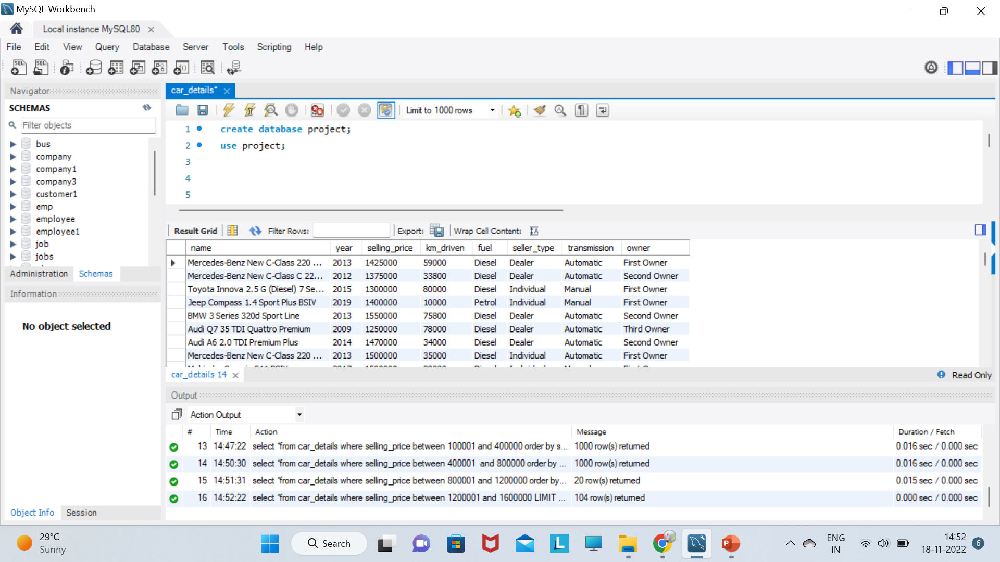 MySQL Workbench
Local instance MySQL80
File Edit View Query Database Server Tools Scripting Help
Navigator
SCHEMAS
Filter objects
bus
company
company1
company3
customer1
emp
employee
employee1
job
jobs
Administration Schemas
Information
No object selected
Object Info Session
car_details*
Limit to 1000 rows
1 create database project;
2 use project;
3
4
5
Result Grid Filter Rows: Export: Wrap Cell Content:
name year selling_price km_driven fuel seller_type transmission owner
Mercedes-Benz New C-Class 220 ... 2013 1425000 59000 Diesel Dealer Automatic First Owner
Mercedes-Benz New C-Class C 22... 2012 1375000 33800 Diesel Dealer Automatic Second Owner
Toyota Innova 2.5 G (Diesel) 7 Se... 2015 1300000 80000 Diesel Individual Manual First Owner
Jeep Compass 1.4 Sport Plus BSIV 2019 1400000 10000 Petrol Individual Manual First Owner
BMW 3 Series 320d Sport Line 2013 1550000 75800 Diesel Dealer Automatic Second Owner
Audi Q7 35 TDI Quattro Premium 2009 1250000 78000 Diesel Dealer Automatic Third Owner
Audi A6 2.0 TDI Premium Plus 2014 1470000 34000 Diesel Dealer Automatic Second Owner
Mercedes-Benz New C-Class 220 ... 2013 1500000 35000 Diesel Individual Automatic First Owner
car_details 14 Read Only
Output
Action Output
# Time Action Message Duration / Fetch
13 14:47:22 select *from car_details where selling_price between 100001 and 400000 order by s... 1000 row(s) returned 0.016 sec / 0.000 sec
14 14:50:30 select *from car_details where selling_price between 400001  and 800000 order by ... 1000 row(s) returned 0.016 sec / 0.000 sec
15 14:51:31 select *from car_details where selling_price between 800001 and 1200000 order by... 20 row(s) returned 0.015 sec / 0.000 sec
16 14:52:22 select *from car_details where selling_price between 1200001 and 1600000 LIMIT ... 104 row(s) returned 0.000 sec / 0.000 sec
29°C
Sunny
Search
ENG
IN
14:52
18-11-2022
6